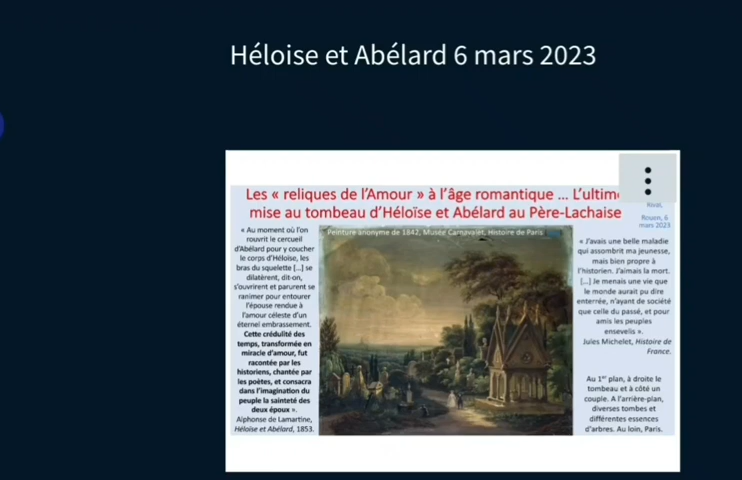 Héloise et Abélard 6 mars 2023
Les « reliques de l'Amour » à l'âge romantique ... L'ultim
mise au tombeau d'Héloïse et Abélard au Père-Lachaise
Rival,
Rouen, 6
mars 2023
« Au moment où l'on
rouvrit le cercueil
d'Abélard pour y coucher
le corps d'Héloïse, les
bras du squelette [...] se
dilatèrent, dit-on,
s'ouvrirent et parurent se
ranimer pour entourer
l'épouse rendue à
l'amour céleste d'un
éternel embrassement.
Cette crédulité des
temps, transformée en
miracle d'amour, fut
racontée par les
historiens, chantée par
les poètes, et consacra
dans l'imagination du
peuple la sainteté des
deux époux ».
Alphonse de Lamartine,
Héloïse et Abélard, 1853.
Peinture anonyme de 1842, Musée Carnavalet, Histoire de Paris
« J'avais une belle maladie
qui assombrit ma jeunesse,
mais bien propre à
l'historien. J'aimais la mort.
[...] Je menais une vie que
le monde aurait pu dire
enterrée, n'ayant de société
que celle du passé, et pour
amis les peuples
ensevelis ».
Jules Michelet, Histoire de
France.
Au 1er plan, à droite le
tombeau et à côté un
couple. A l'arrière-plan,
diverses tombes et
différentes essences
d'arbres. Au loin, Paris.